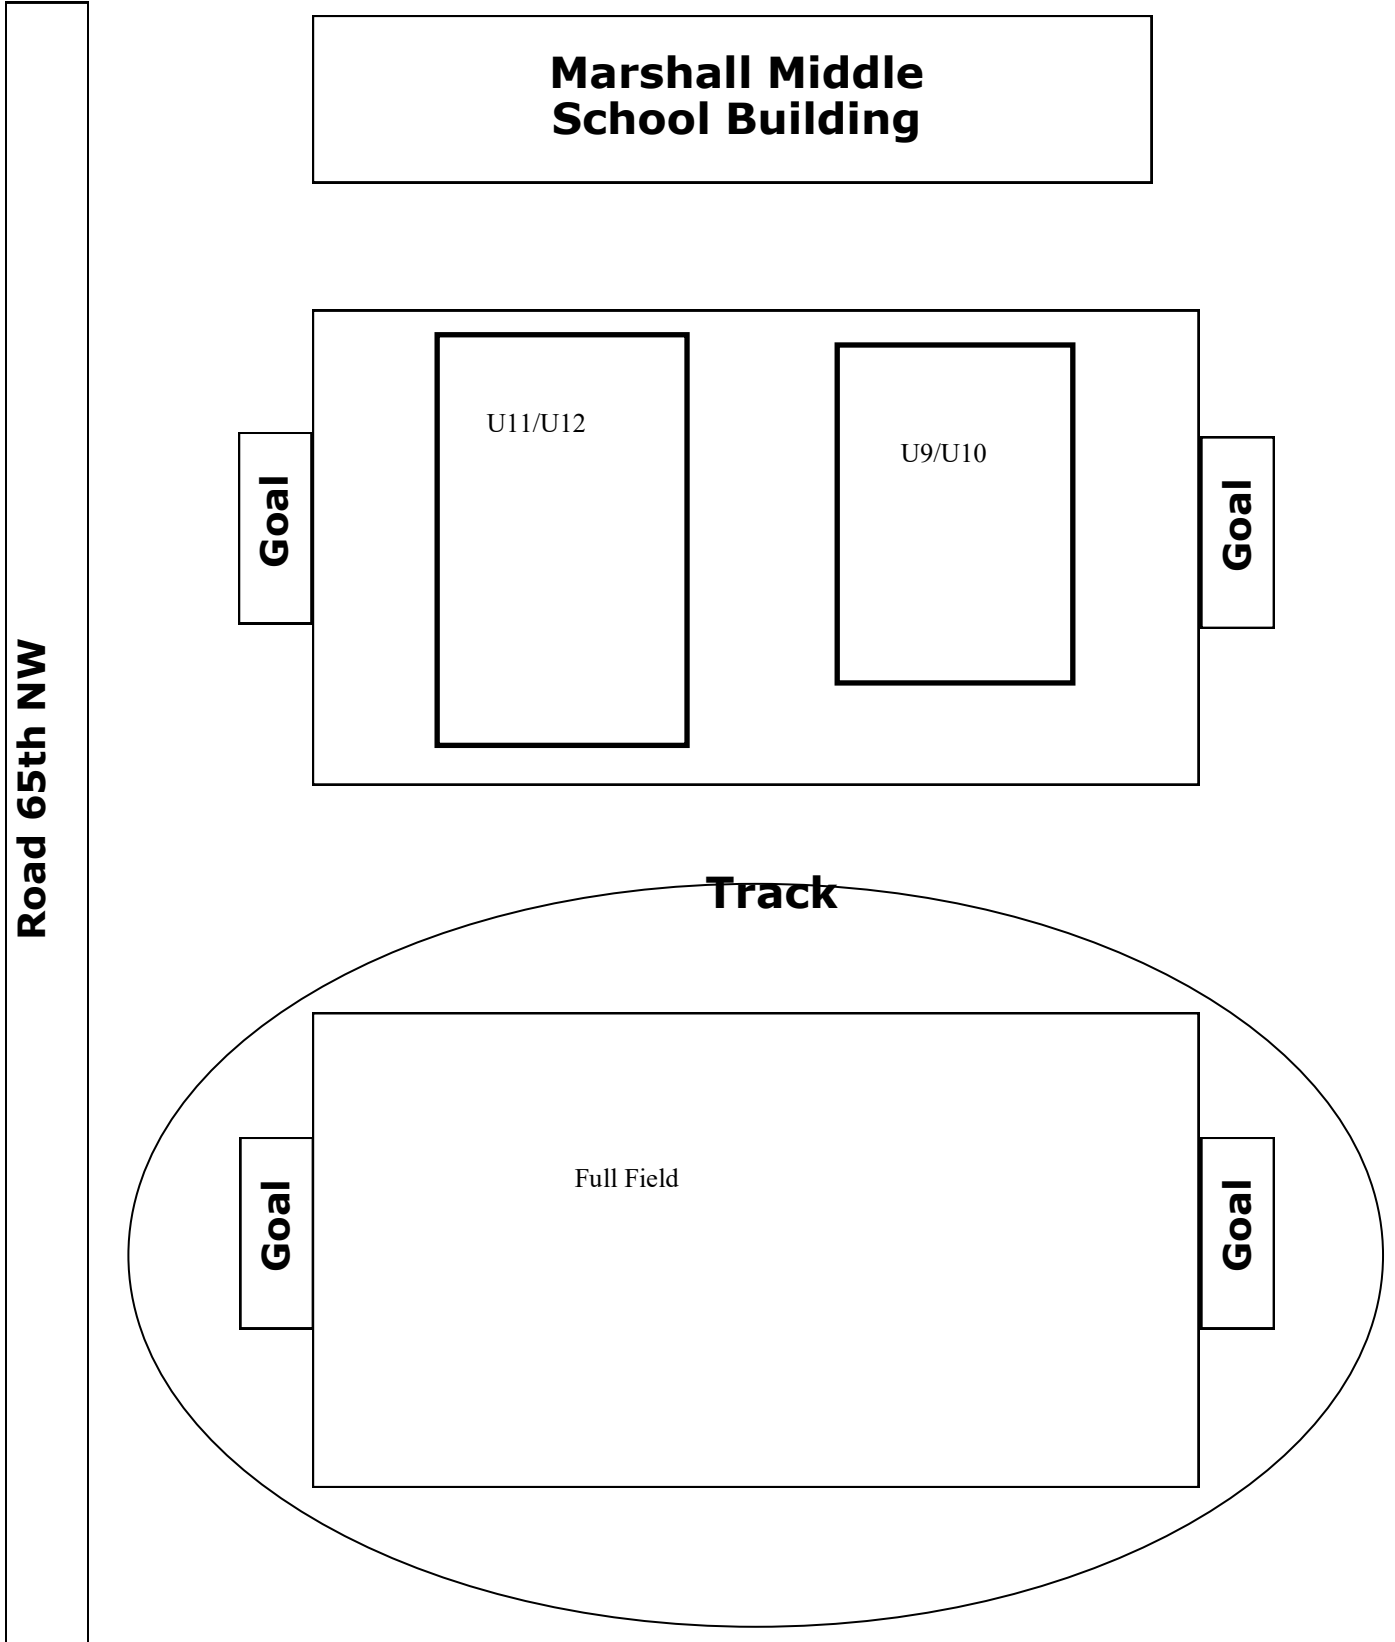 Marshall Middle
School Building
U11/U12
U9/U10
Goal
Goal
Road 65th NW
Track
Full Field
Goal
Goal